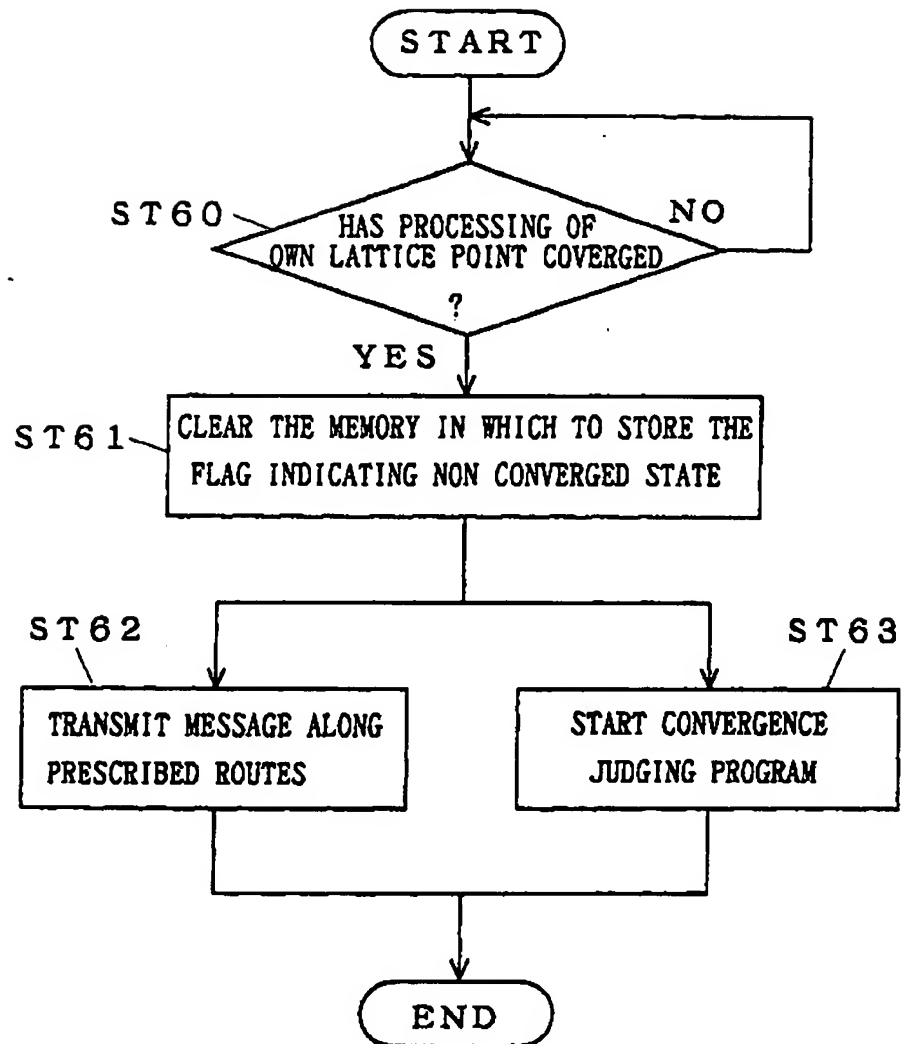 START
ST60
HAS PROCESSING OF
OWN LATTICE POINT COVERGED
?
NO
YES
ST61
CLEAR THE MEMORY IN WHICH TO STORE THE
FLAG INDICATING NON CONVERGED STATE
ST62
TRANSMIT MESSAGE ALONG
PRESCRIBED ROUTES
ST63
START CONVERGENCE
JUDGING PROGRAM
END